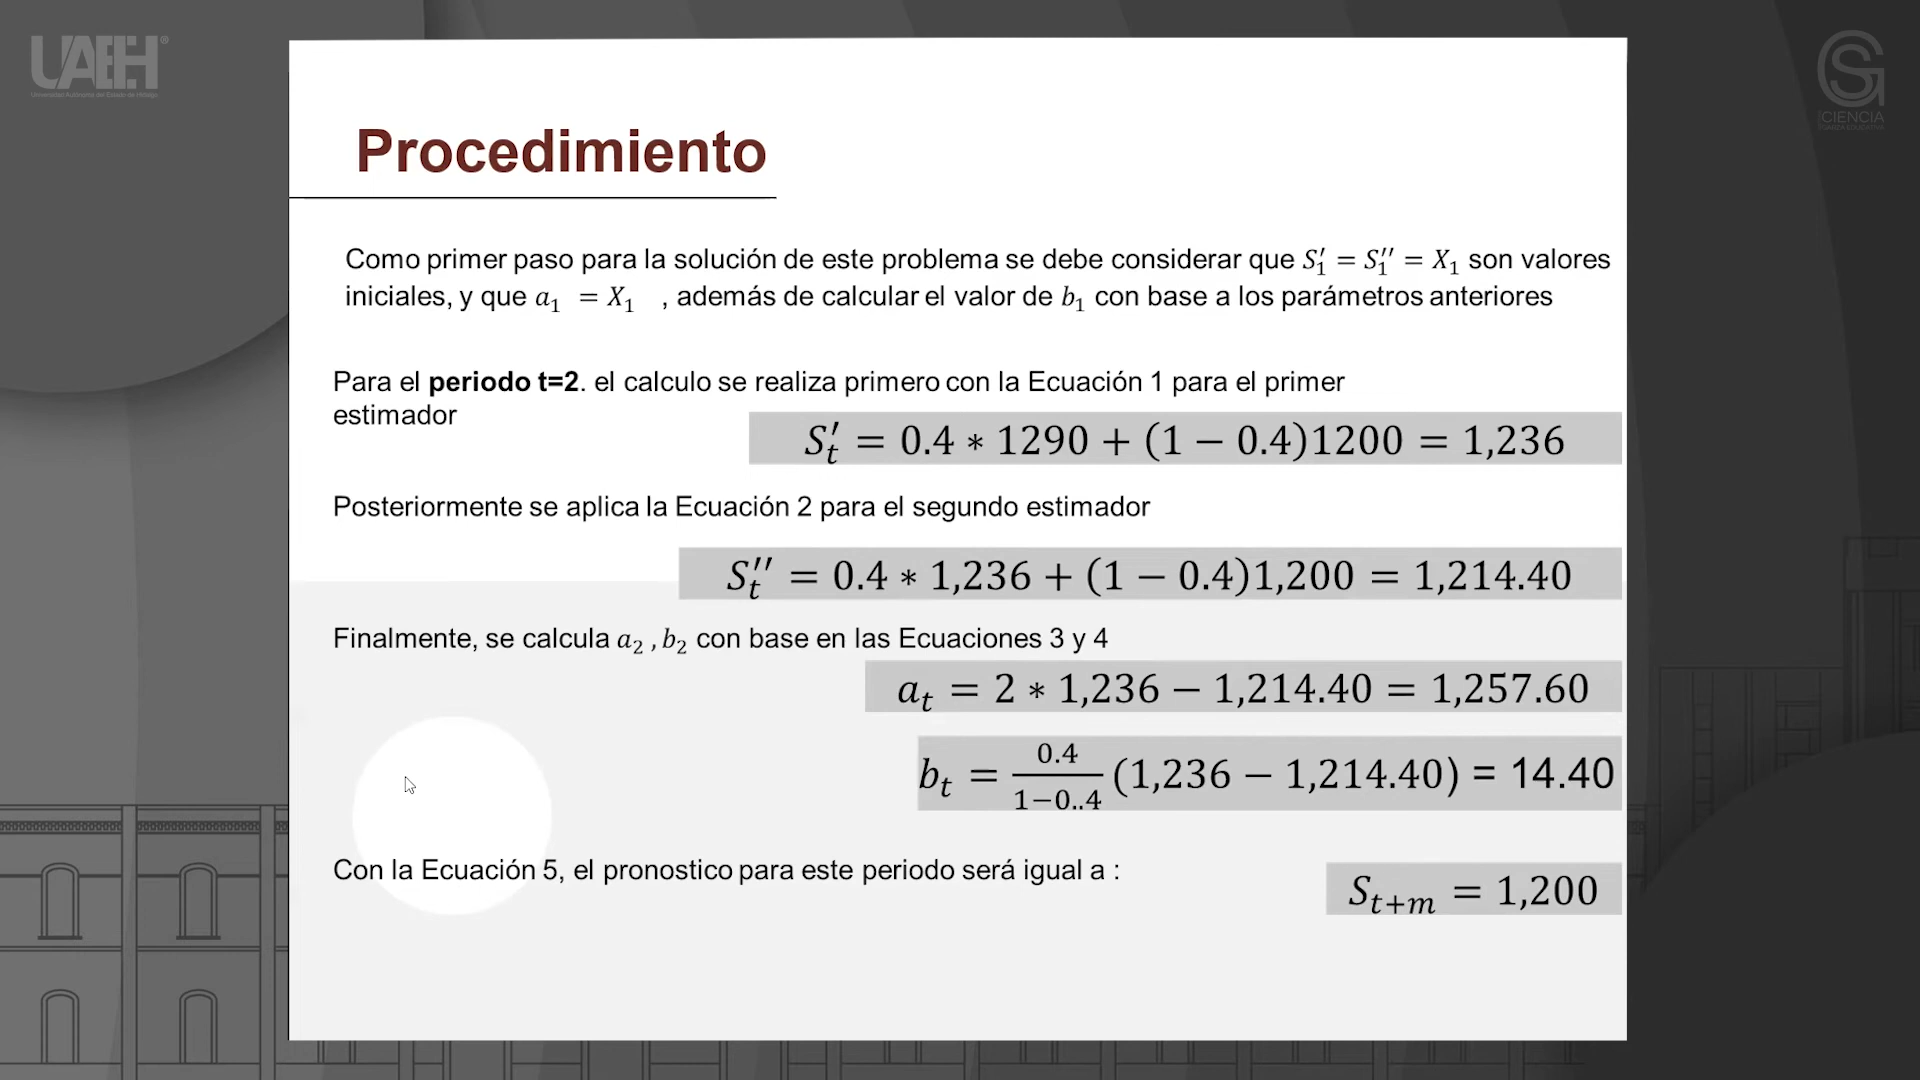 UAEH®
Universidad Autónoma del Estado de Hidalgo
CIENCIA
Procedimiento
Como primer paso para la solución de este problema se debe considerar que S′₁ = S′′₁ = X₁ son valores
iniciales, y que a₁ = X₁ , además de calcular el valor de b₁ con base a los parámetros anteriores
Para el periodo t=2. el calculo se realiza primero con la Ecuación 1 para el primer
estimador
S′ₜ = 0.4 ∗ 1290 + (1 − 0.4)1200 = 1,236
Posteriormente se aplica la Ecuación 2 para el segundo estimador
S′′ₜ = 0.4 ∗ 1,236 + (1 − 0.4)1,200 = 1,214.40
Finalmente, se calcula a₂ , b₂ con base en las Ecuaciones 3 y 4
aₜ = 2 ∗ 1,236 − 1,214.40 = 1,257.60
bₜ = 0.4/(1−0..4) (1,236 − 1,214.40) = 14.40
Con la Ecuación 5, el pronostico para este periodo será igual a :
Sₜ₊ₘ = 1,200